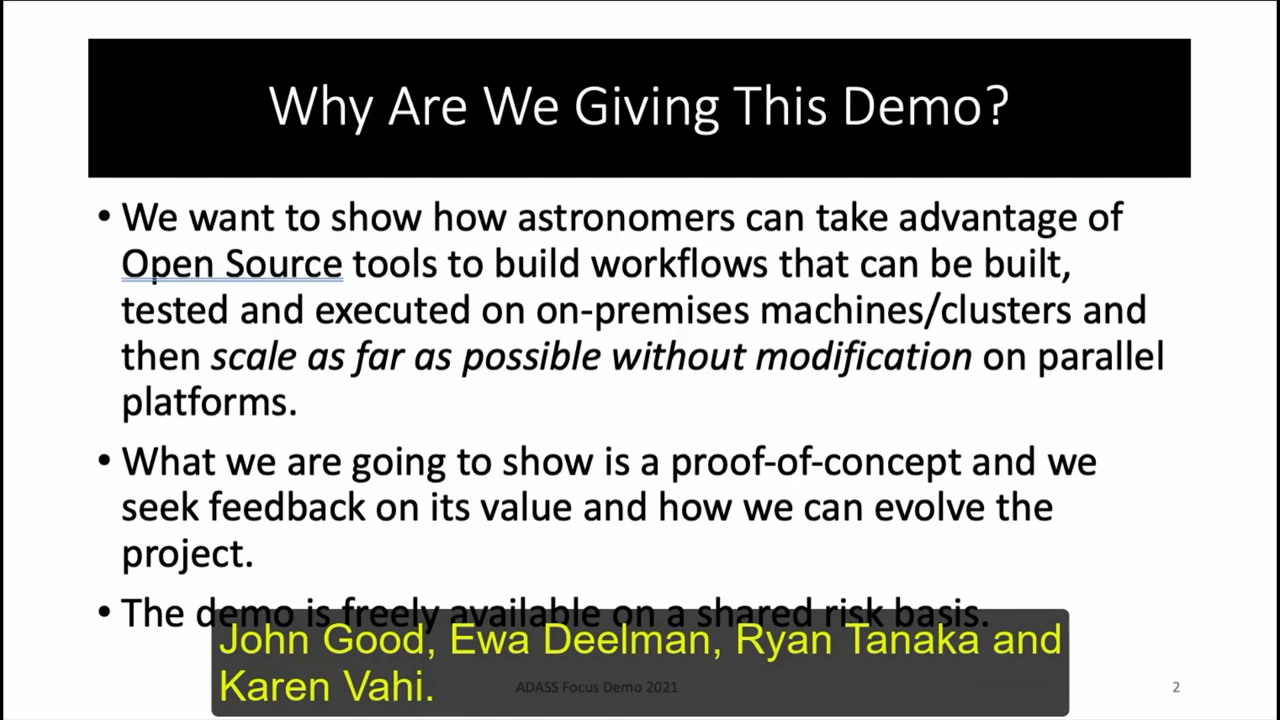 Why Are We Giving This Demo?
• We want to show how astronomers can take advantage of
Open Source tools to build workflows that can be built,
tested and executed on on-premises machines/clusters and
then scale as far as possible without modification on parallel
platforms.
• What we are going to show is a proof-of-concept and we
seek feedback on its value and how we can evolve the
project.
• The demo is freely available on a shared risk basis.
John Good, Ewa Deelman, Ryan Tanaka and
Karen Vahi.
ADASS Focus Demo 2021
2